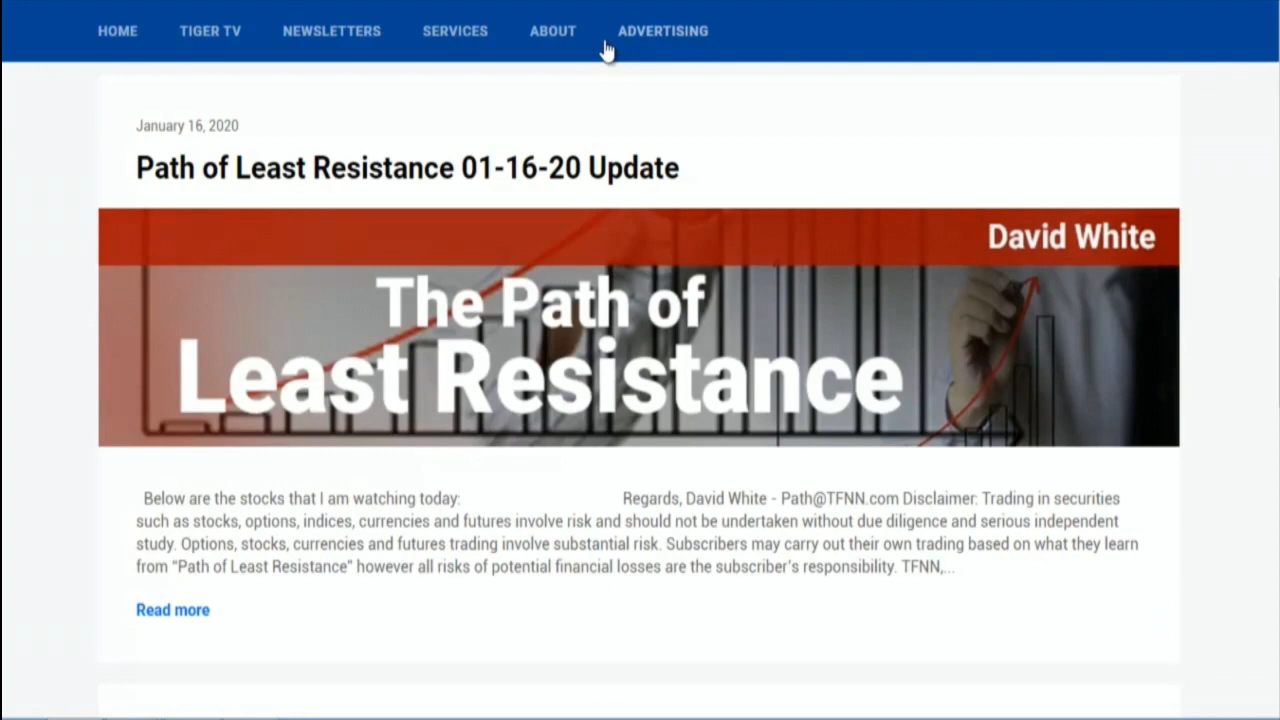 HOME TIGER TV NEWSLETTERS SERVICES ABOUT ADVERTISING
January 16, 2020
Path of Least Resistance 01-16-20 Update
David White
The Path of
Least Resistance
Below are the stocks that I am watching today: Regards, David White - Path@TFNN.com Disclaimer: Trading in securities
such as stocks, options, indices, currencies and futures involve risk and should not be undertaken without due diligence and serious independent
study. Options, stocks, currencies and futures trading involve substantial risk. Subscribers may carry out their own trading based on what they learn
from “Path of Least Resistance” however all risks of potential financial losses are the subscriber’s responsibility. TFNN,...
Read more